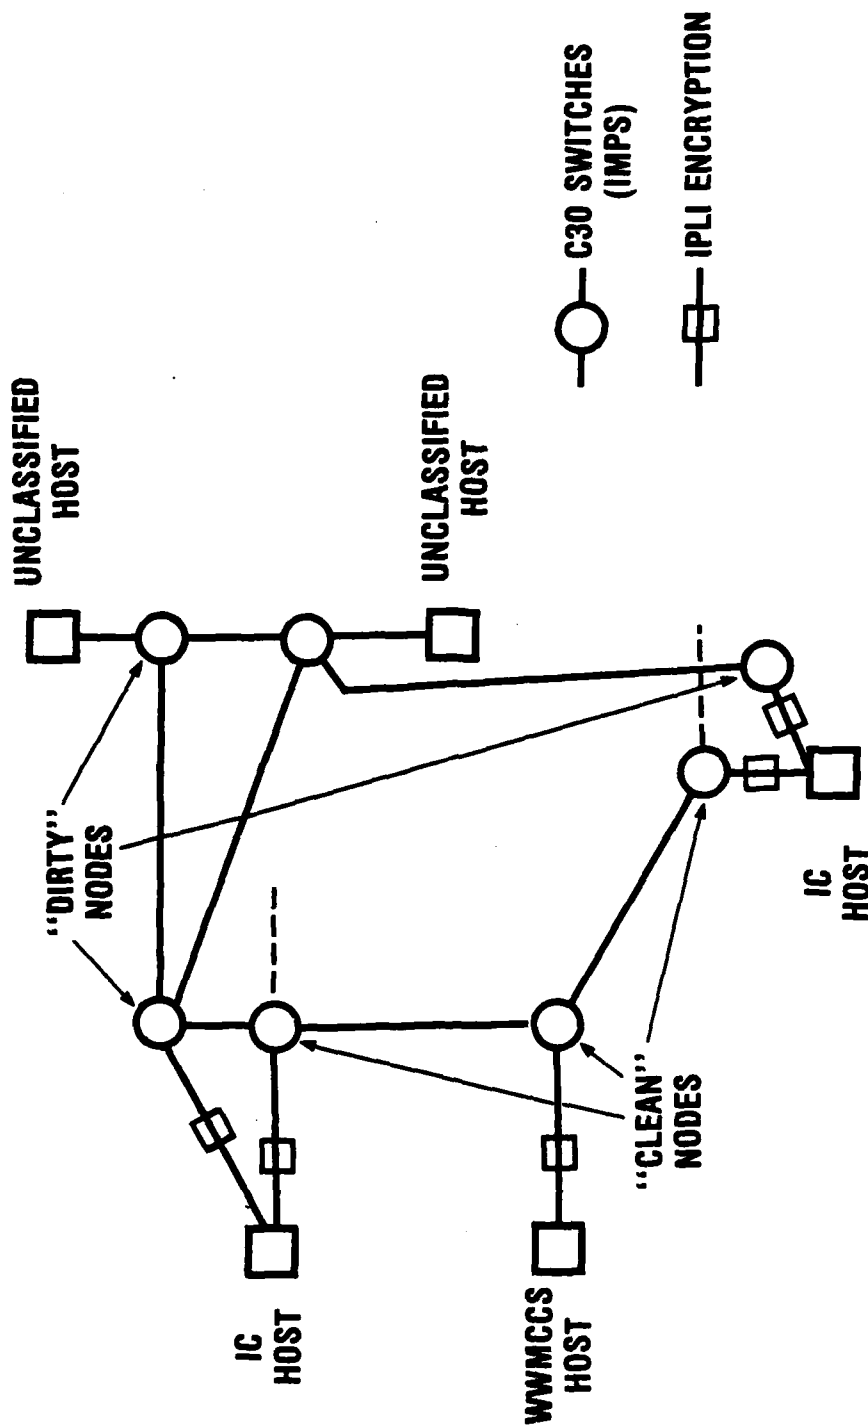 UNCLASSIFIED
HOST
"DIRTY"
NODES
UNCLASSIFIED
HOST
C30 SWITCHES
(IMPS)
IPLI ENCRYPTION
IC
HOST
WWMCCS
HOST
"CLEAN"
NODES
IC
HOST